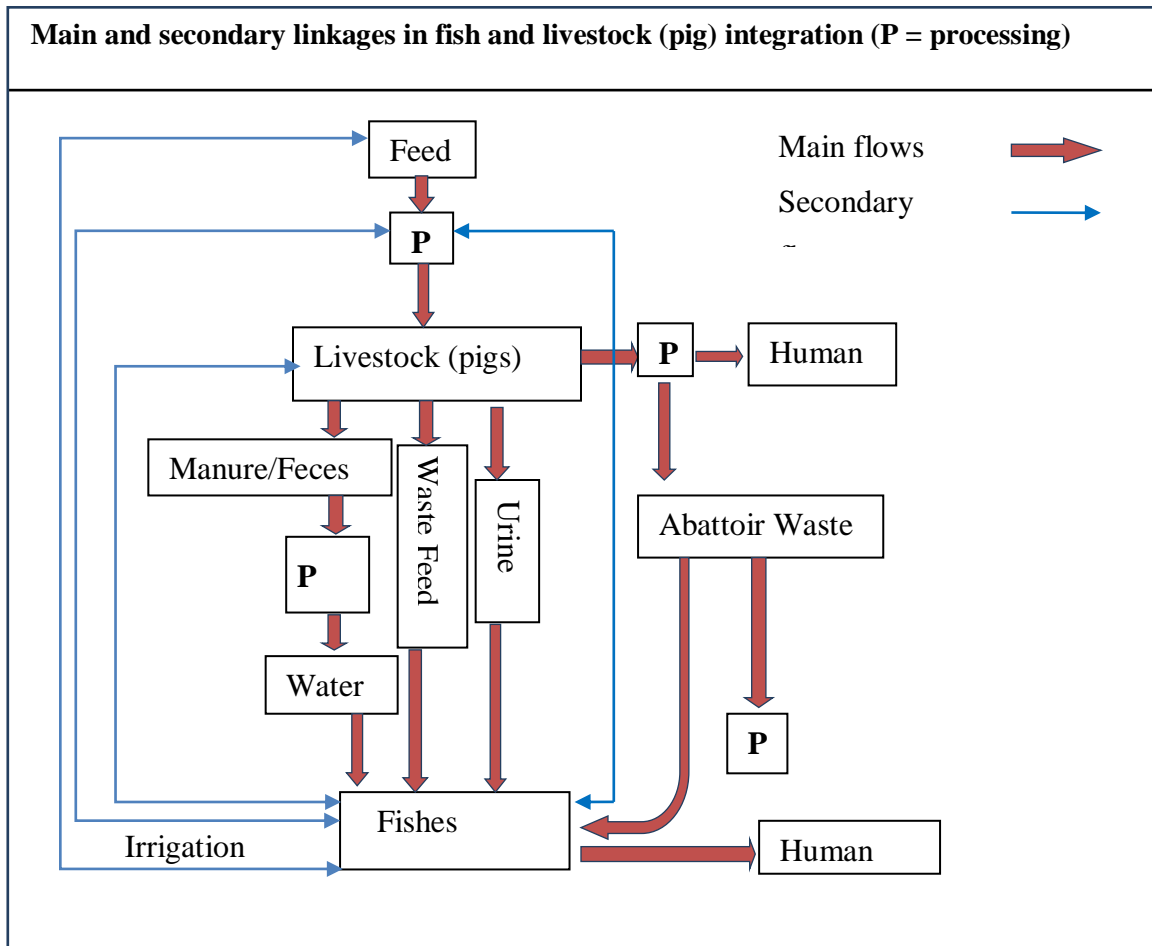 Main and secondary linkages in fish and livestock (pig) integration (P = processing)
Feed
Main flows
Secondary
P
Livestock (pigs)
P
Human
Manure/Feces
Waste Feed
Urine
Abattoir Waste
P
Water
P
Fishes
Irrigation
Human